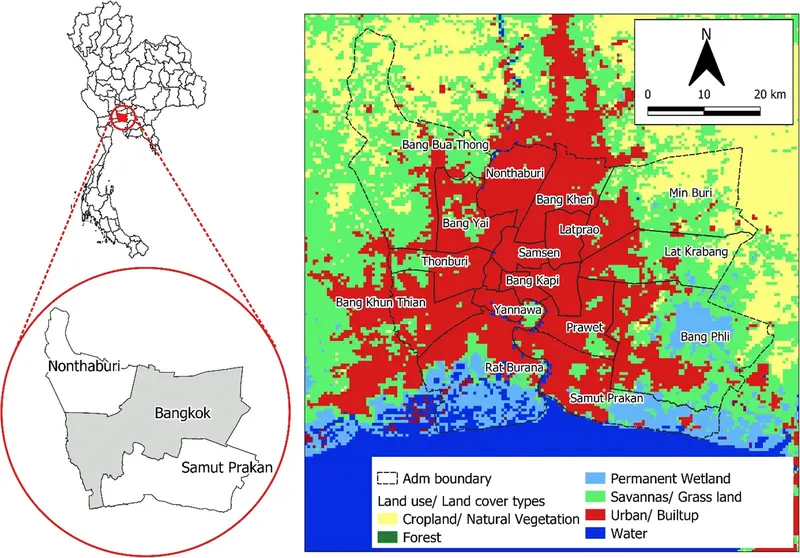 Nonthaburi
Bangkok
Samut Prakan
N
0 10 20 km
Bang Bua Thong
Nonthaburi
Min Buri
Bang Khen
Bang Yai
Latprao
Samsen
Lat Krabang
Thonburi
Bang Kapi
Bang Khun Thian
Yannawa
Prawet
Bang Phli
Rat Burana
Samut Prakan
Adm boundary
Land use/ Land cover types
Cropland/ Natural Vegetation
Forest
Permanent Wetland
Savannas/ Grass land
Urban/ Builtup
Water